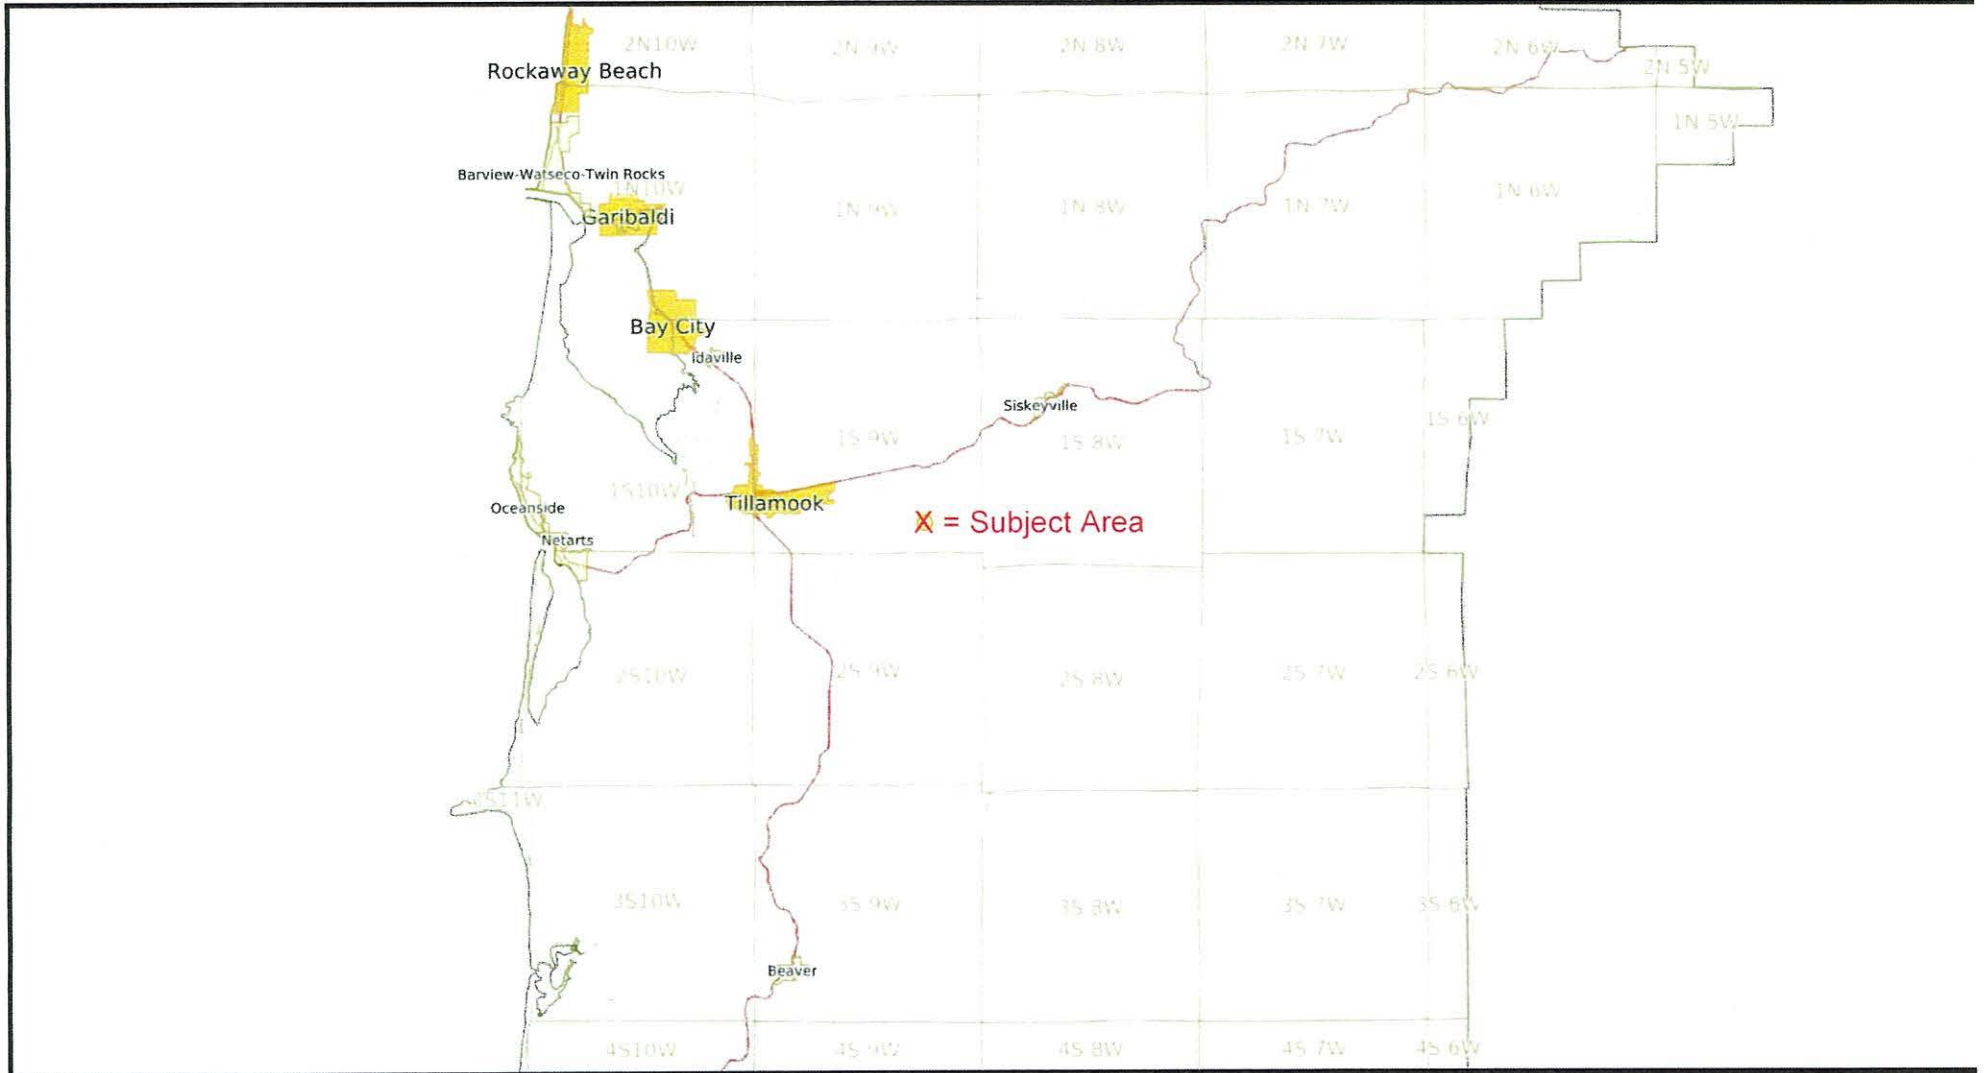 2N10W
2N 9W
2N 8W
2N 7W
2N 6W
2N 5W
Rockaway Beach
1N 5W
Barview-Watseco-Twin Rocks
1N10W
1N 9W
1N 8W
1N 7W
1N 6W
Garibaldi
Bay City
Idaville
Siskeyville
1S 9W
1S 8W
1S 7W
1S 6W
1S10W
Tillamook
Oceanside
X = Subject Area
Netarts
2S10W
2S 9W
2S 8W
2S 7W
2S 6W
3S10W
3S 9W
3S 8W
3S 7W
3S 6W
Beaver
4S10W
4S 9W
4S 8W
4S 7W
4S 6W